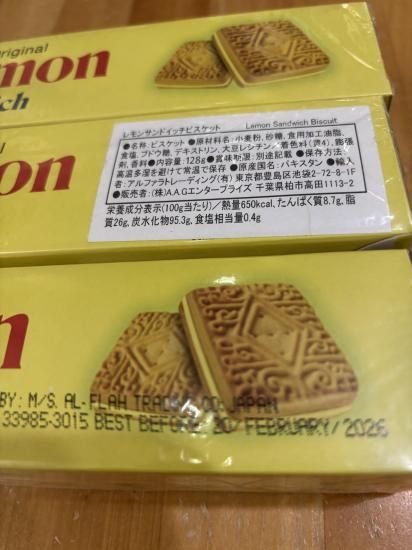 riginal
mon
ch
on
レモンサンドイッチビスケット Lemon Sandwich Biscuit
●名称:ビスケット ●原材料名:小麦粉, 砂糖, 食用加工油脂,
食塩, ブドウ糖, デキストリン, 大豆レシチン/着色料(黄4), 膨張
剤, 香料●内容量:128g●賞味期限:別途記載 ●保存方法:
高温多湿を避けて常温で保存 ●原産国名:パキスタン ●輸入
者:アルファラトレーディング(有) 東京都豊島区池袋2-72-8-1F
●販売者:(株)A.A.Gエンタープライズ 千葉県柏市高田1113-2
栄養成分表示(100g当たり)/熱量650kcal, たんぱく質8.7g, 脂
質26g, 炭水化物95.3g, 食塩相当量0.4g
n
BY: M/S. AL-FLAH TRADING CO: JAPAN
33985-3015 BEST BEFORE: 20/FEBRUARY/2026